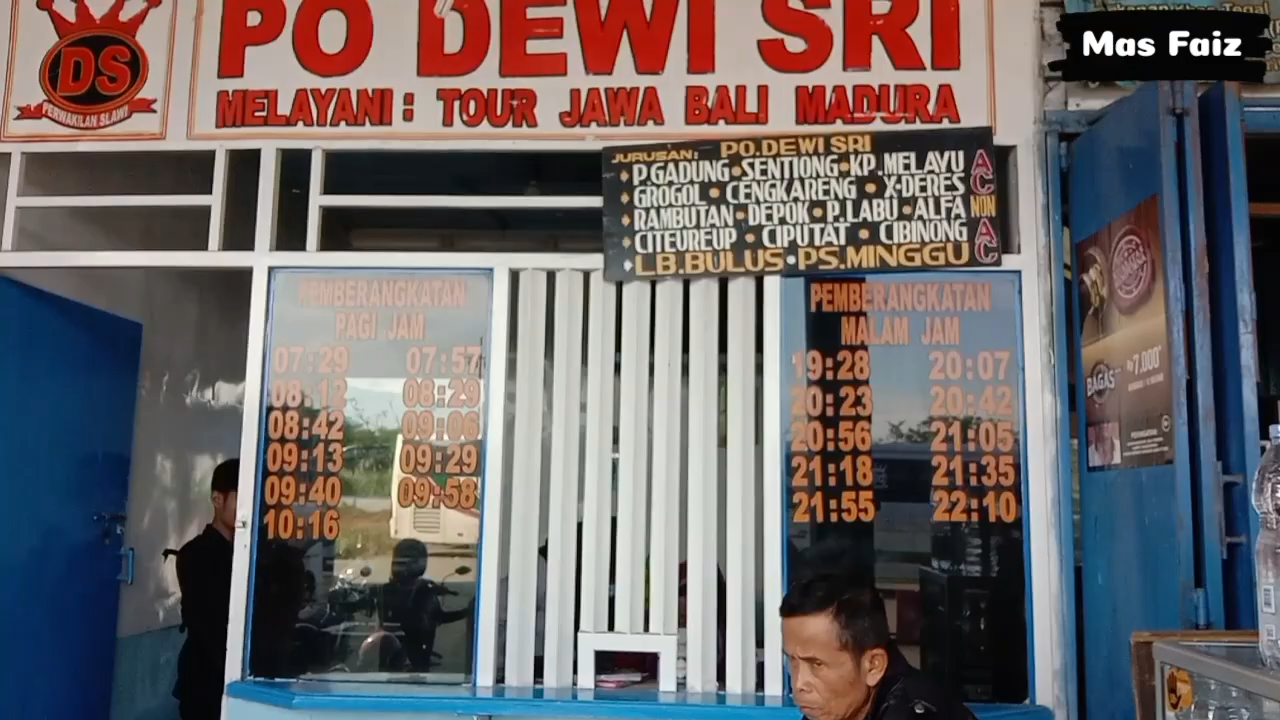 PO DEWI SRI
DS
PERWAKILAN SLAWI
MELAYANI : TOUR JAWA BALI MADURA
Mas Faiz
JURUSAN: PO.DEWI SRI
P.GADUNG•SENTIONG•KP.MELAYU
GROGOL • CENGKARENG • X-DERES
RAMBUTAN•DEPOK•P.LABU•ALFA
CITEUREUP • CIPUTAT • CIBINONG
LB.BULUS•PS.MINGGU
AC
NON
AC
PEMBERANGKATAN
PAGI JAM
07:29 07:57
08:12 08:29
08:42 09:06
09:13 09:29
09:40 09:58
10:16
PEMBERANGKATAN
MALAM JAM
19:28 20:07
20:23 20:42
20:56 21:05
21:18 21:35
21:55 22:10
BAGAS
Rp7.000